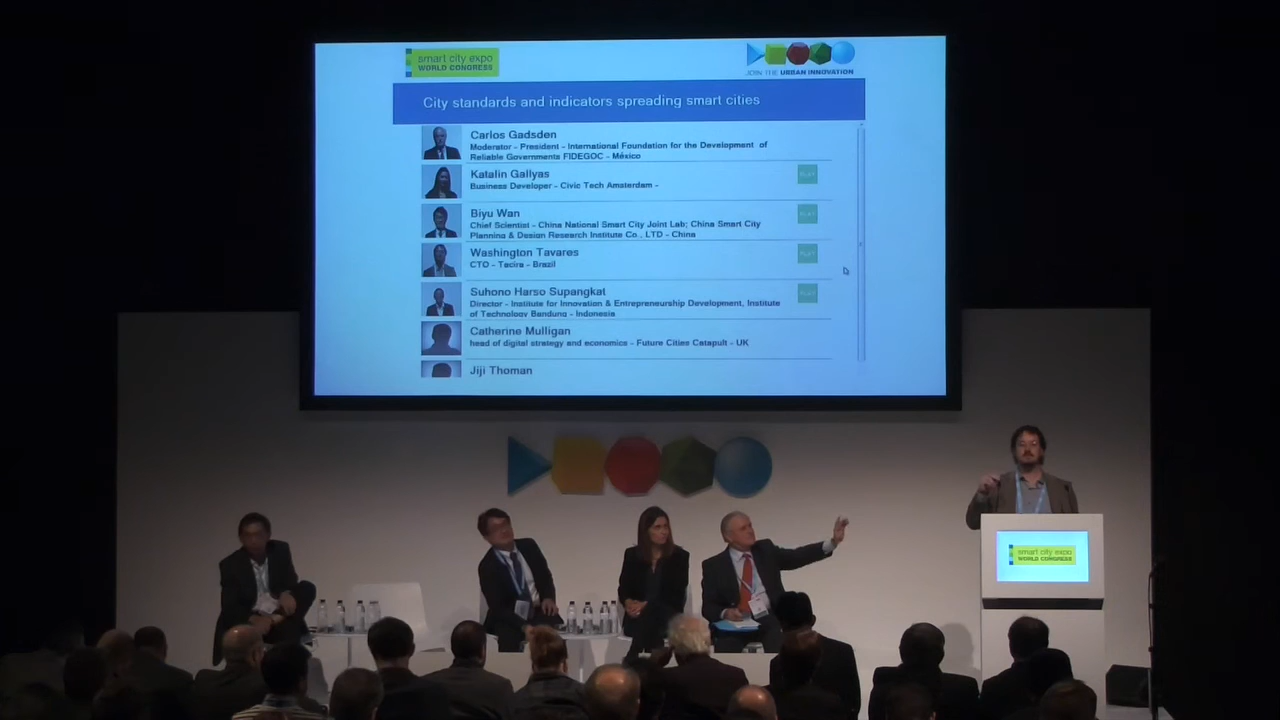 smart city expo
WORLD CONGRESS
JOIN THE URBAN INNOVATION
City standards and indicators spreading smart cities
Carlos Gadsden
Moderator - President - International Foundation for the Development of
Reliable Governments FIDEGOC - México
Katalin Gallyas
Business Developer - Civic Tech Amsterdam -
Biyu Wan
Chief Scientist - China National Smart City Joint Lab; China Smart City
Planning & Design Research Institute Co., LTD - China
Washington Tavares
CTO - Tacira - Brazil
Suhono Harso Supangkat
Director - Institute for Innovation & Entrepreneurship Development, Institute
of Technology Bandung - Indonesia
Catherine Mulligan
head of digital strategy and economics - Future Cities Catapult - UK
Jiji Thoman
smart city expo
WORLD CONGRESS